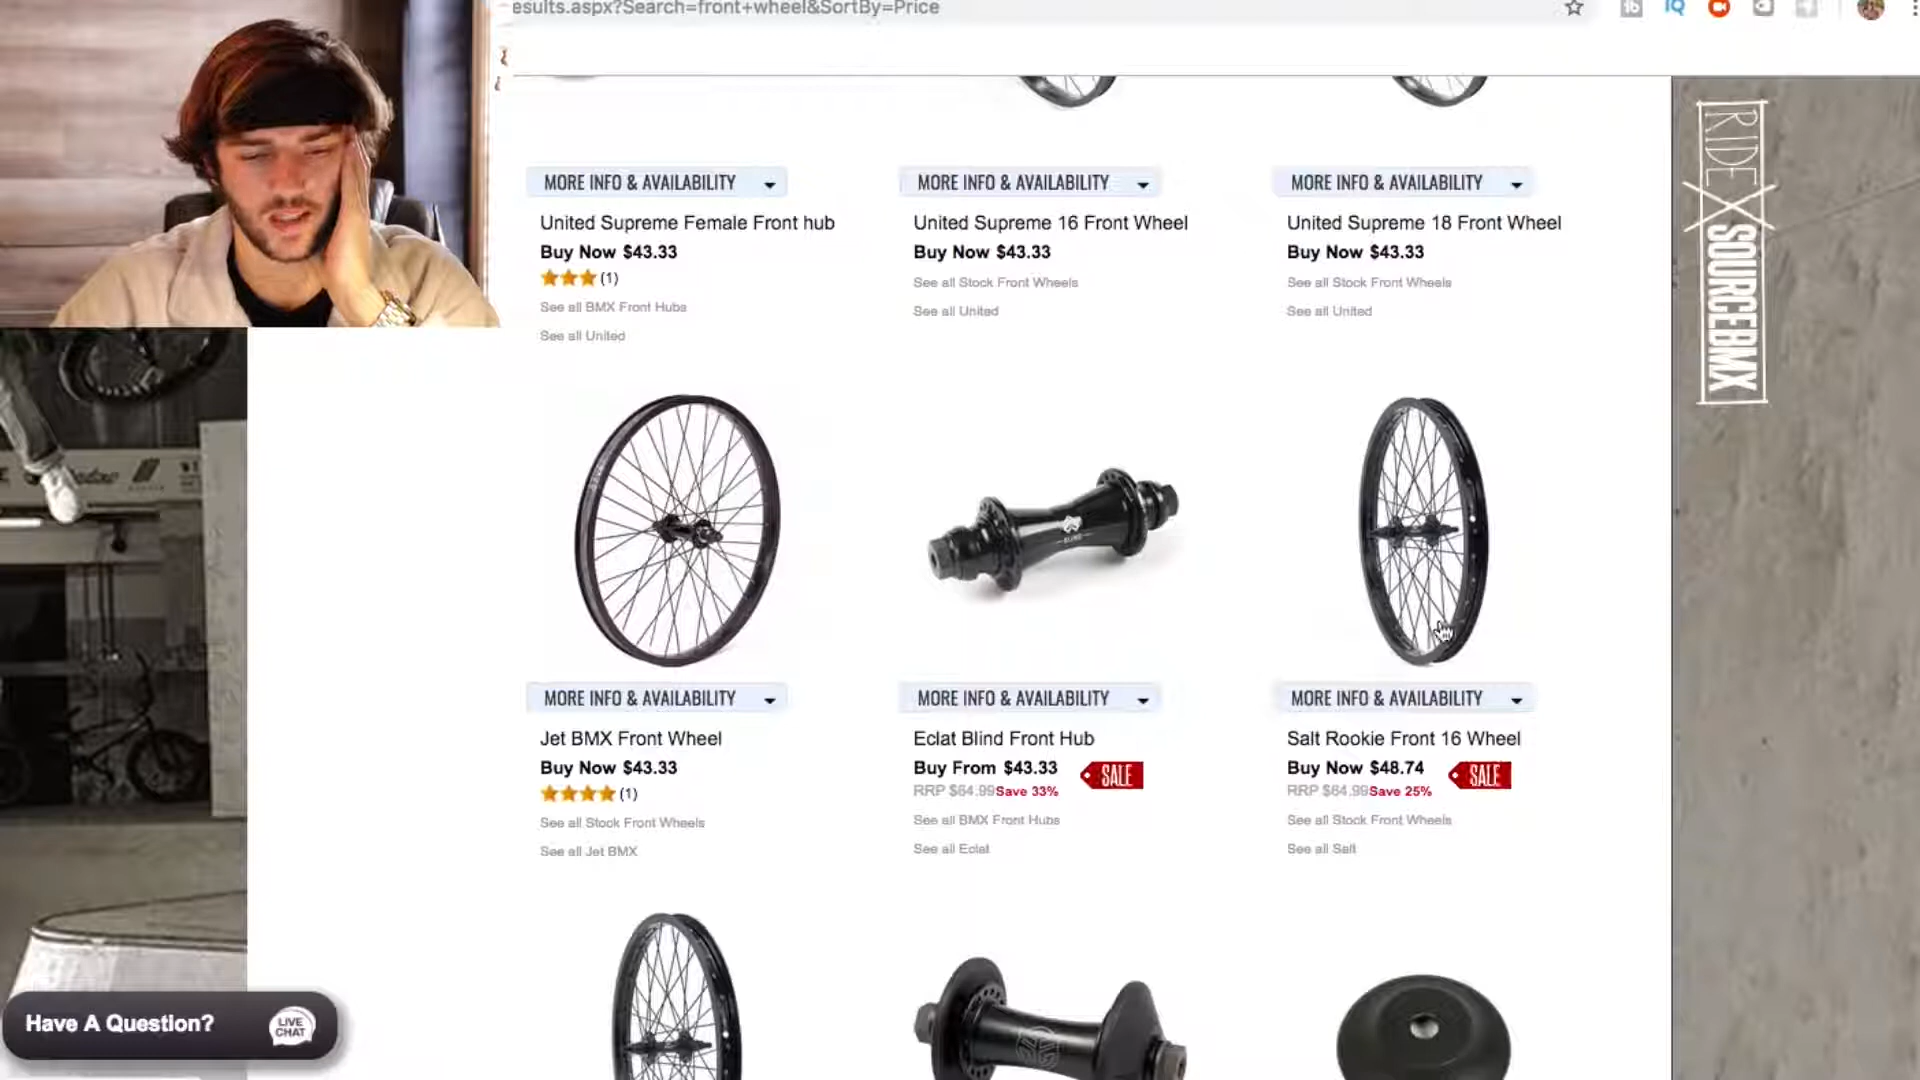 esults.aspx?Search=front+wheel&SortBy=Price
RIDE X SOURCEBMX
MORE INFO & AVAILABILITY
MORE INFO & AVAILABILITY
MORE INFO & AVAILABILITY
United Supreme Female Front hub
United Supreme 16 Front Wheel
United Supreme 18 Front Wheel
Buy Now $43.33
Buy Now $43.33
Buy Now $43.33
(1)
See all Stock Front Wheels
See all Stock Front Wheels
See all BMX Front Hubs
See all United
See all United
See all United
MORE INFO & AVAILABILITY
MORE INFO & AVAILABILITY
MORE INFO & AVAILABILITY
Jet BMX Front Wheel
Eclat Blind Front Hub
Salt Rookie Front 16 Wheel
Buy Now $43.33
Buy From $43.33
SALE
Buy Now $48.74
SALE
(1)
RRP $64.99Save 33%
RRP $64.99Save 25%
See all Stock Front Wheels
See all BMX Front Hubs
See all Stock Front Wheels
See all Jet BMX
See all Eclat
See all Salt
Have A Question?
LIVE
CHAT